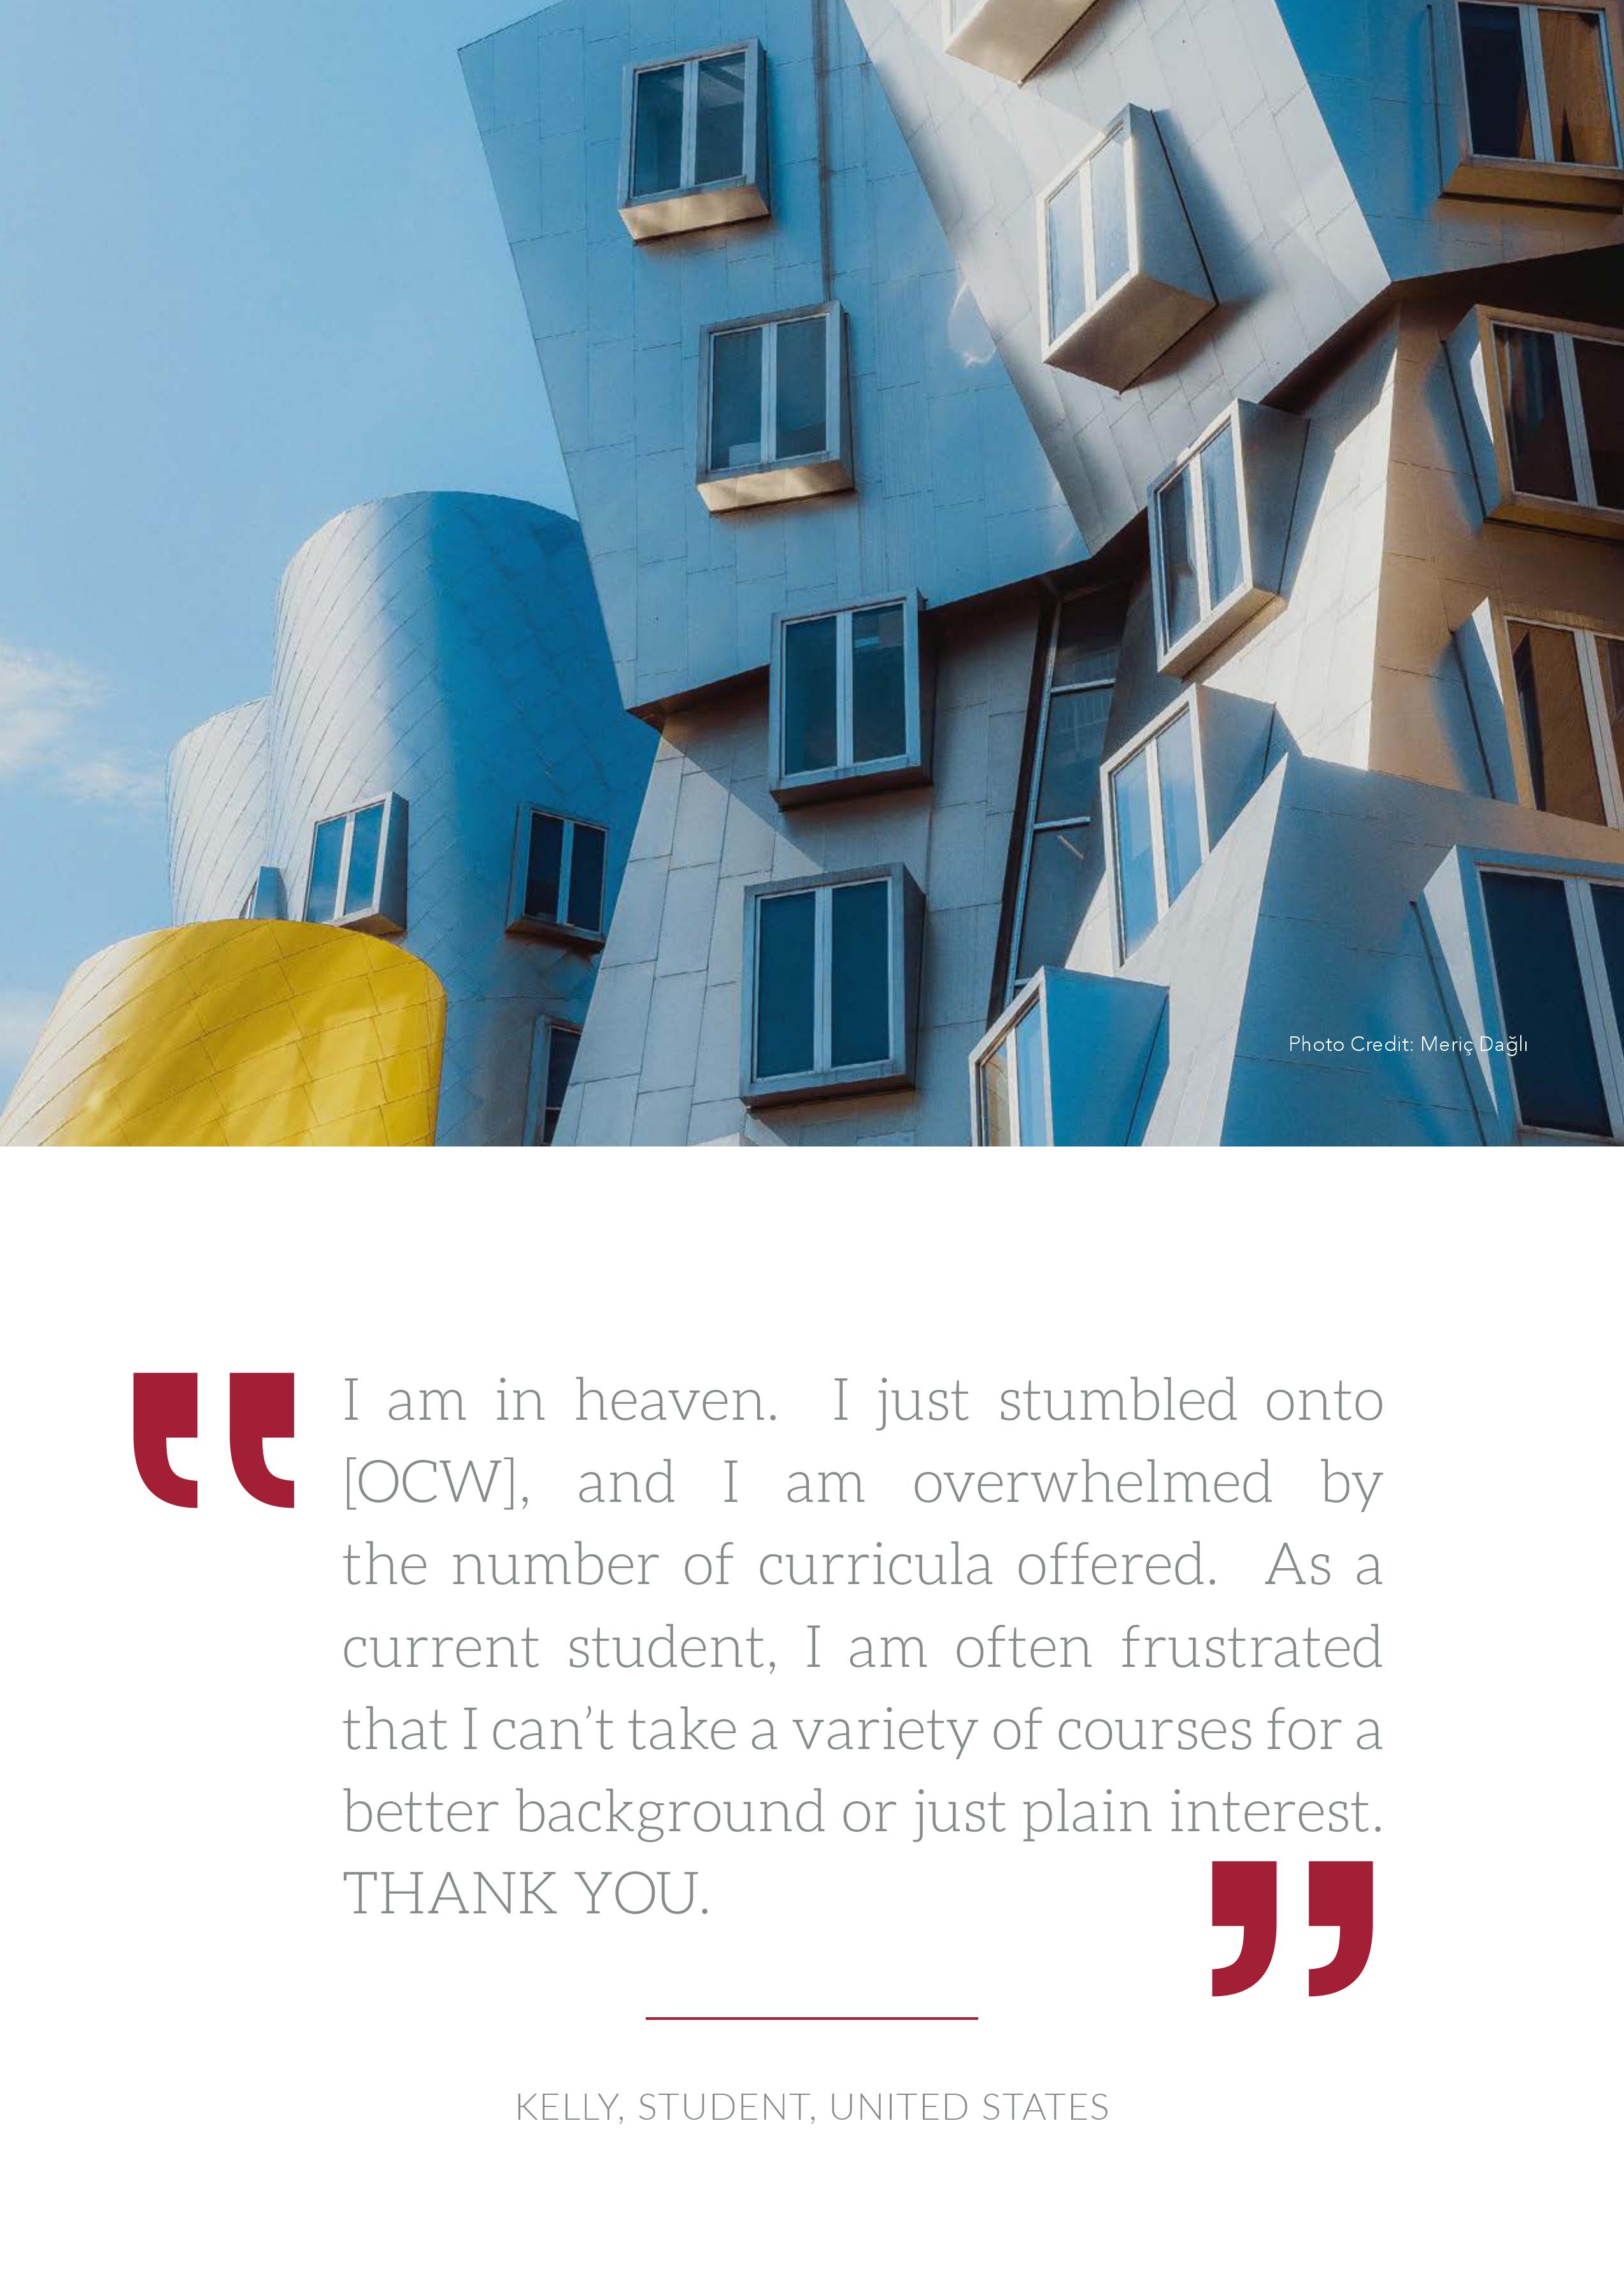 Photo Credit: Meriç Dağlı
“I am in heaven.  I just stumbled onto
[OCW], and I am overwhelmed by
the number of curricula offered.  As a
current student, I am often frustrated
that I can’t take a variety of courses for a
better background or just plain interest.
THANK YOU.”
KELLY, STUDENT, UNITED STATES